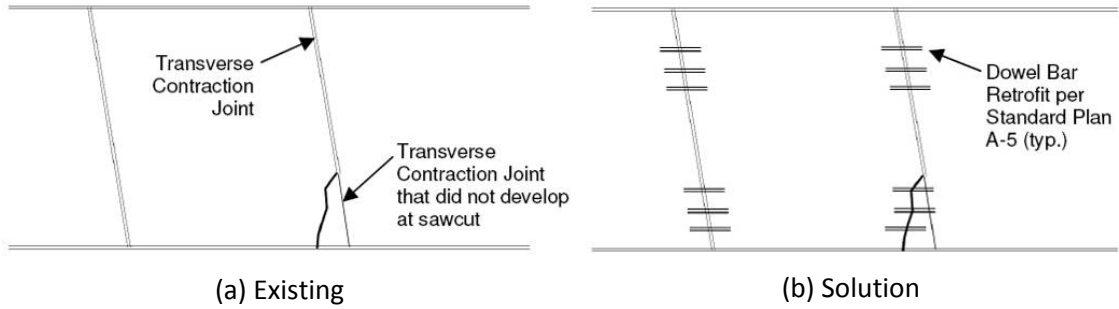 Transverse
Contraction
Joint
Transverse
Contraction Joint
that did not develop
at sawcut
(a) Existing
Dowel Bar
Retrofit per
Standard Plan
A-5 (typ.)
(b) Solution